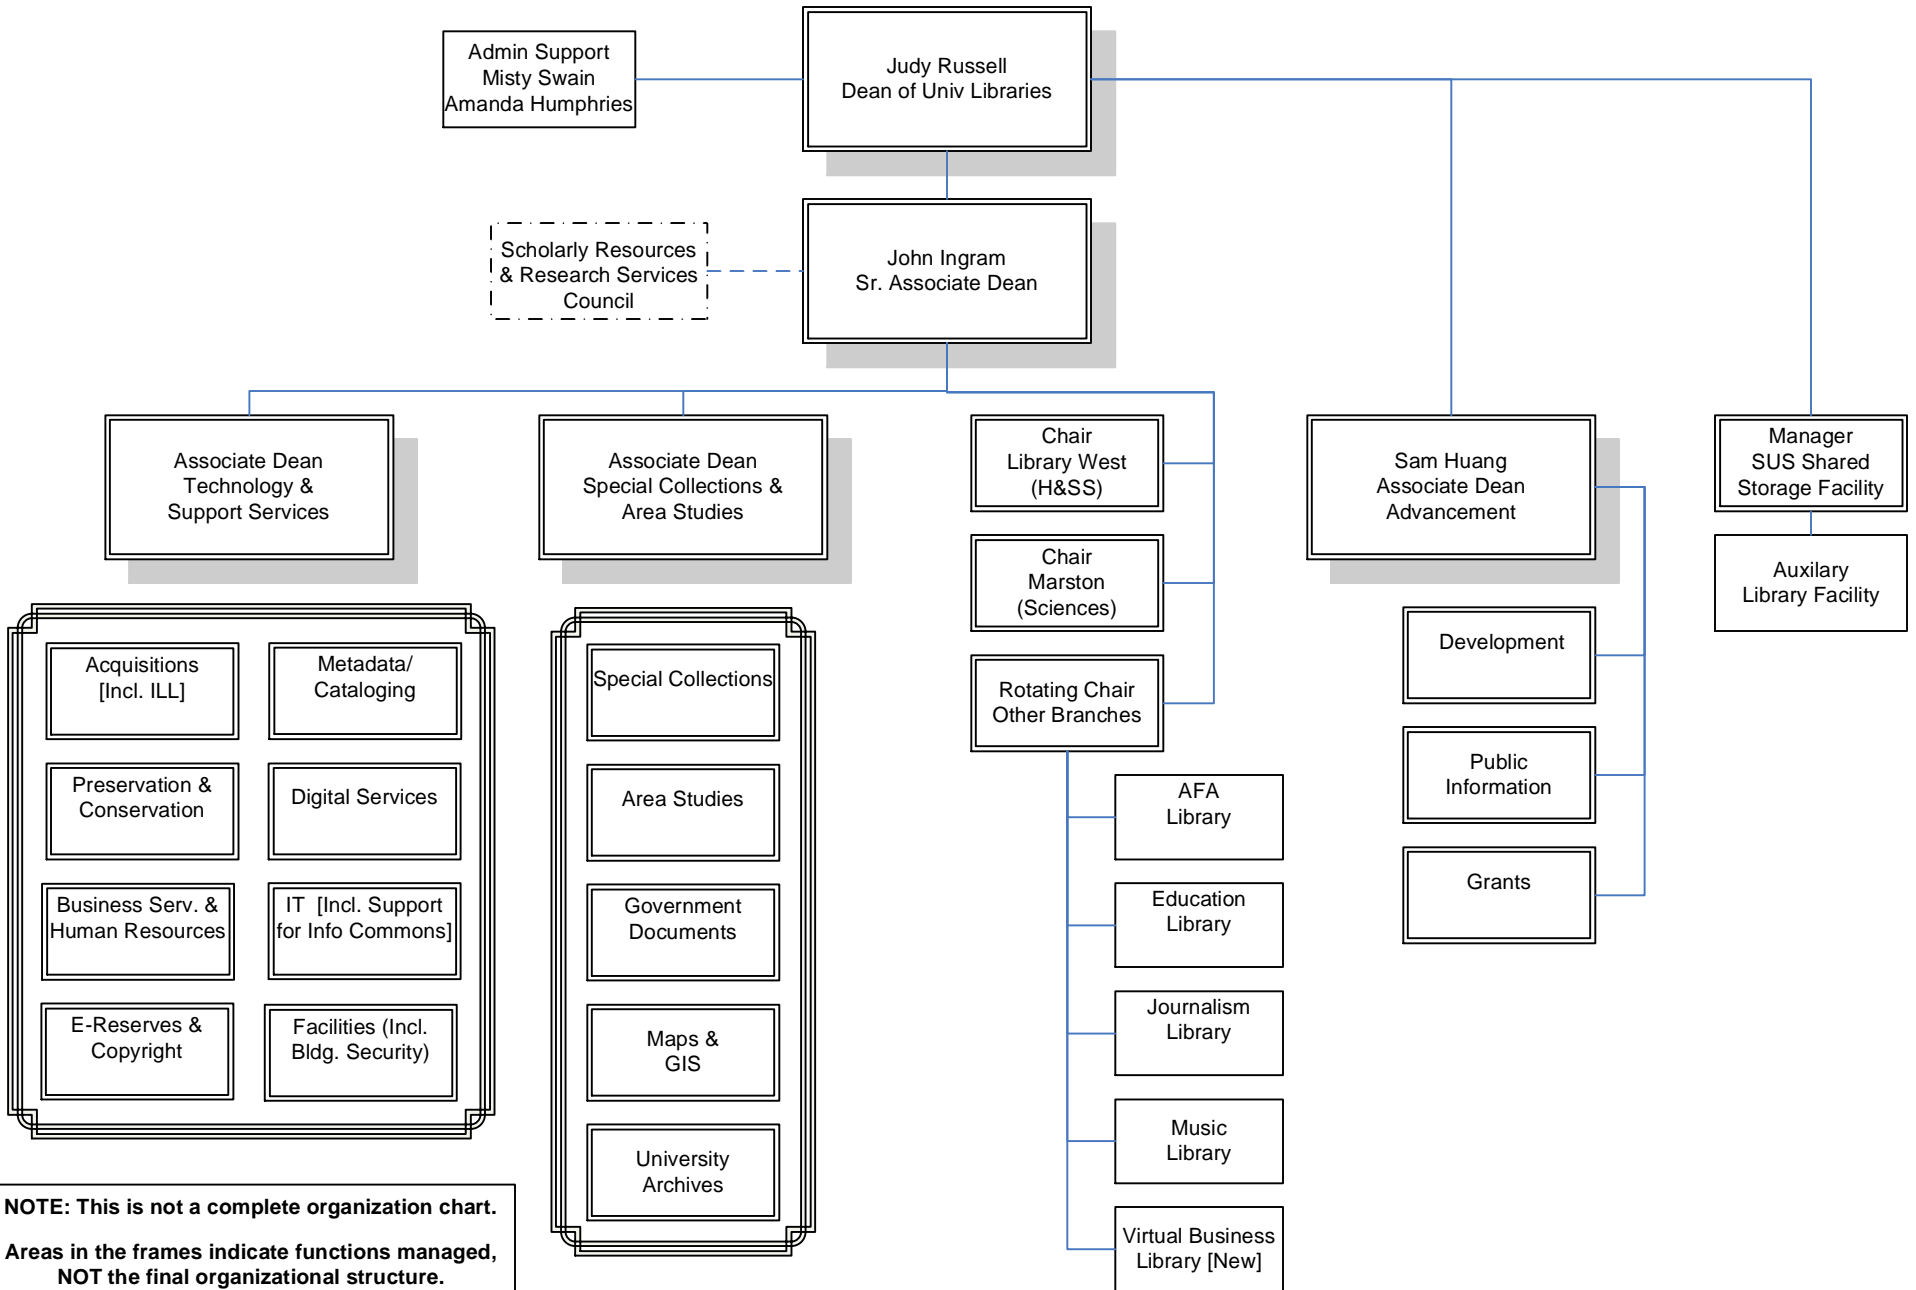 Admin Support
Misty Swain
Amanda Humphries
Judy Russell
Dean of Univ Libraries
Scholarly Resources
& Research Services
Council
John Ingram
Sr. Associate Dean
Associate Dean
Technology &
Support Services
Associate Dean
Special Collections &
Area Studies
Chair
Library West
(H&SS)
Chair
Marston
(Sciences)
Rotating Chair
Other Branches
Sam Huang
Associate Dean
Advancement
Manager
SUS Shared
Storage Facility
Auxilary
Library Facility
Acquisitions
[Incl. ILL]
Metadata/
Cataloging
Preservation &
Conservation
Digital Services
Business Serv. &
Human Resources
IT  [Incl. Support
for Info Commons]
E-Reserves &
Copyright
Facilities (Incl.
Bldg. Security)
Special Collections
Area Studies
Government
Documents
Maps &
GIS
University
Archives
AFA
Library
Education
Library
Journalism
Library
Music
Library
Virtual Business
Library [New]
Development
Public
Information
Grants
NOTE: This is not a complete organization chart.
Areas in the frames indicate functions managed,
NOT the final organizational structure.